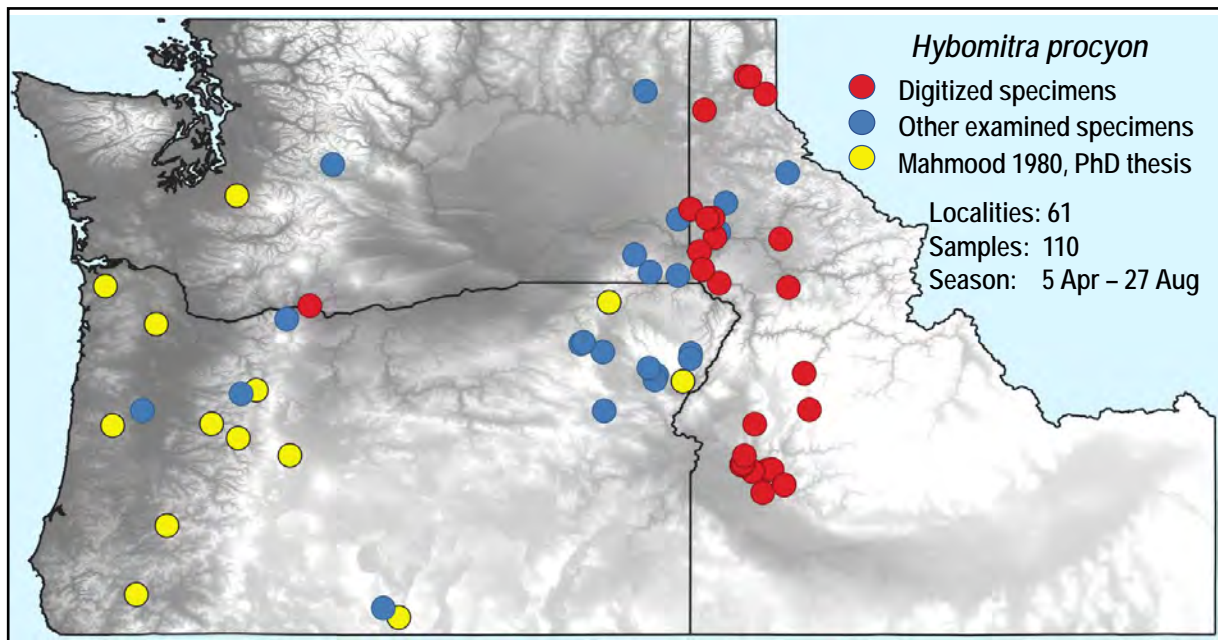 Hybomitra procyon
Digitized specimens
Other examined specimens
Mahmood 1980, PhD thesis
Localities: 61
Samples: 110
Season: 5 Apr – 27 Aug